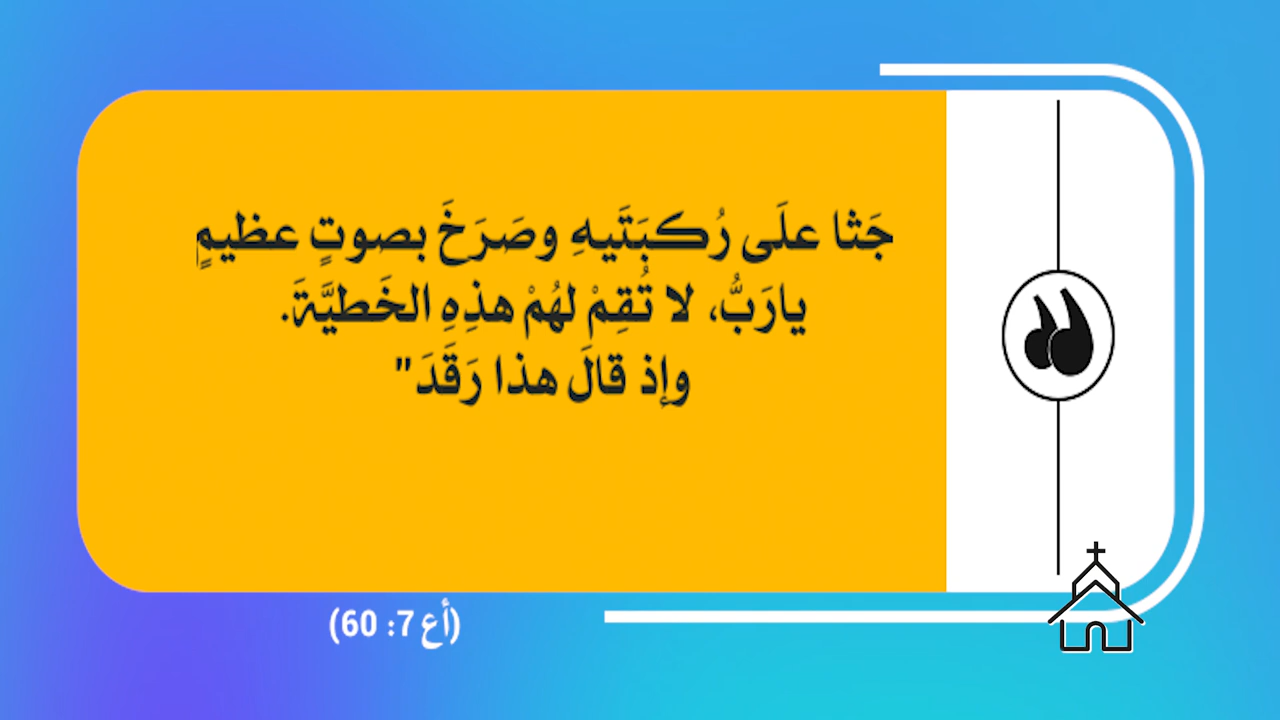 جَثا علَى رُكبَتَيهِ وصَرَخَ بصوتٍ عظيمٍ
يارَبُّ، لا تُقِمْ لهُمْ هذِهِ الخَطيَّةَ.
وإذ قالَ هذا رَقَدَ"
(أع 7: 60)